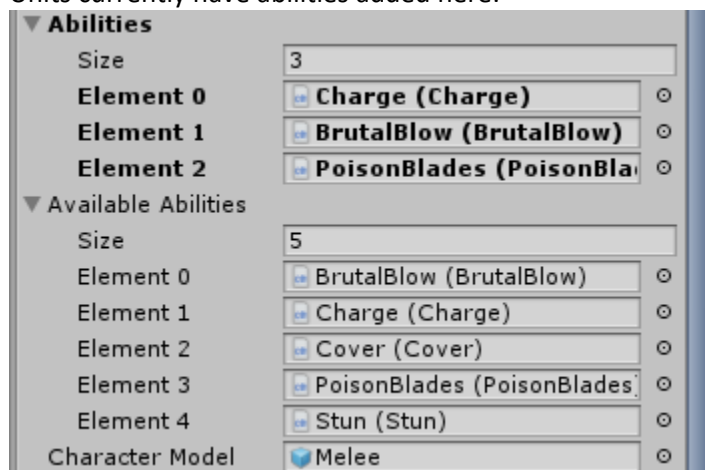 Units currently have abilities added here:
Abilities
Size 3
Element 0 Charge (Charge)
Element 1 BrutalBlow (BrutalBlow)
Element 2 PoisonBlades (PoisonBla
Available Abilities
Size 5
Element 0 BrutalBlow (BrutalBlow)
Element 1 Charge (Charge)
Element 2 Cover (Cover)
Element 3 PoisonBlades (PoisonBlades)
Element 4 Stun (Stun)
Character Model Melee